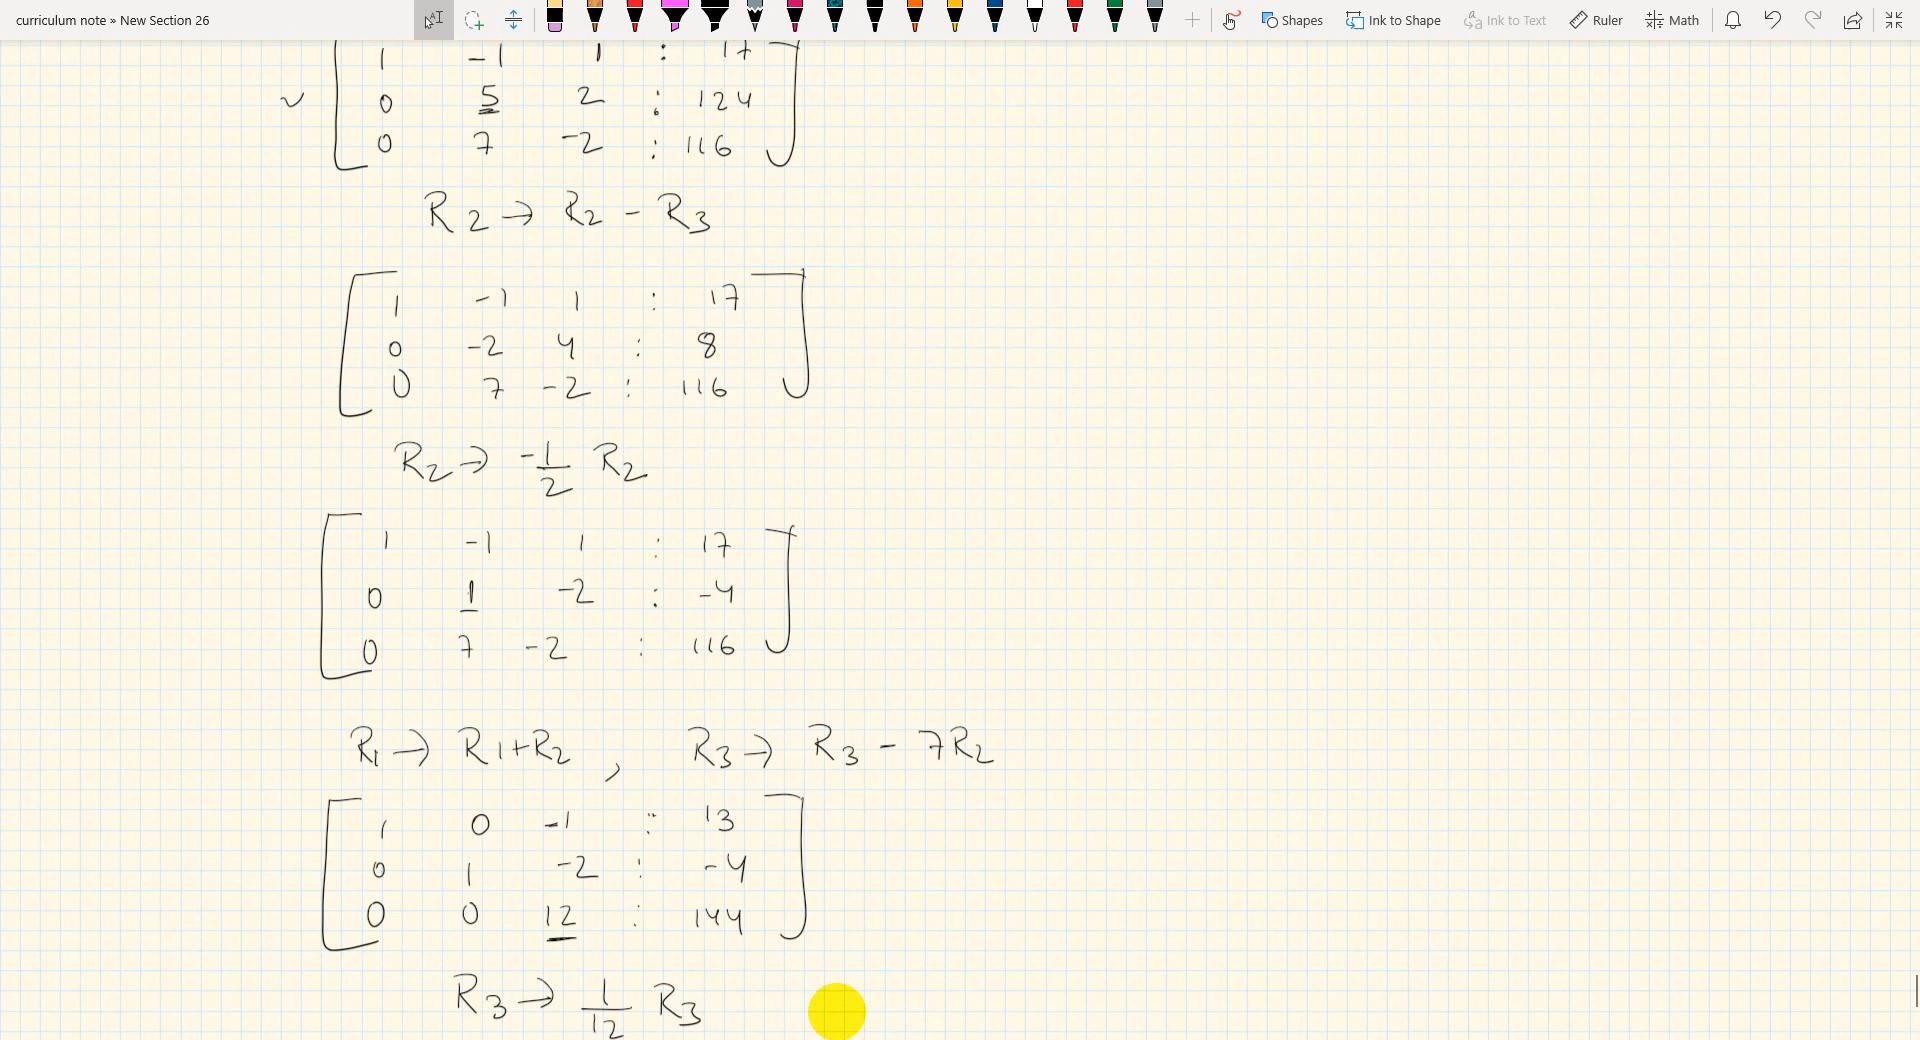 curriculum note » New Section 26
Shapes Ink to Shape Ink to Text Ruler Math
1 -1 1 : 17
0 5 2 : 124
0 7 -2 : 116
R2 → R2 - R3
1 -1 1 : 17
0 -2 4 : 8
0 7 -2 : 116
R2 → -1/2 R2
1 -1 1 : 17
0 1 -2 : -4
0 7 -2 : 116
R1 → R1+R2 , R3 → R3 - 7R2
1 0 -1 : 13
0 1 -2 : -4
0 0 12 : 144
R3 → 1/12 R3